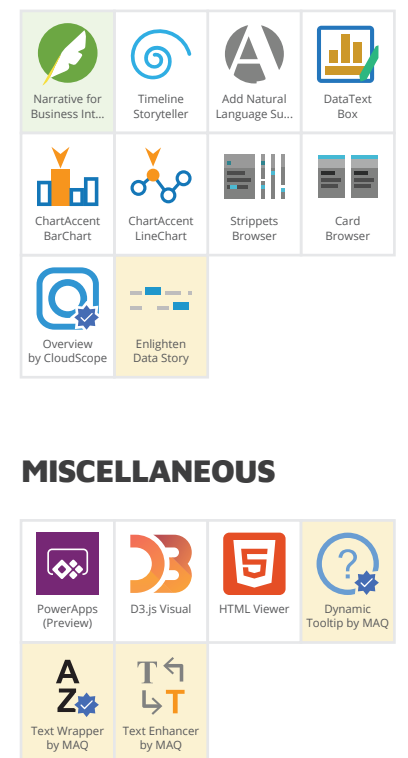 Narrative for
Business Int...
Timeline
Storyteller
Add Natural
Language Su...
DataText
Box
ChartAccent
BarChart
ChartAccent
LineChart
Strippets
Browser
Card
Browser
Overview
by CloudScope
Enlighten
Data Story
MISCELLANEOUS
PowerApps
(Preview)
D3.js Visual
HTML Viewer
?
Dynamic
Tooltip by MAQ
A
Z
Text Wrapper
by MAQ
T
T
Text Enhancer
by MAQ